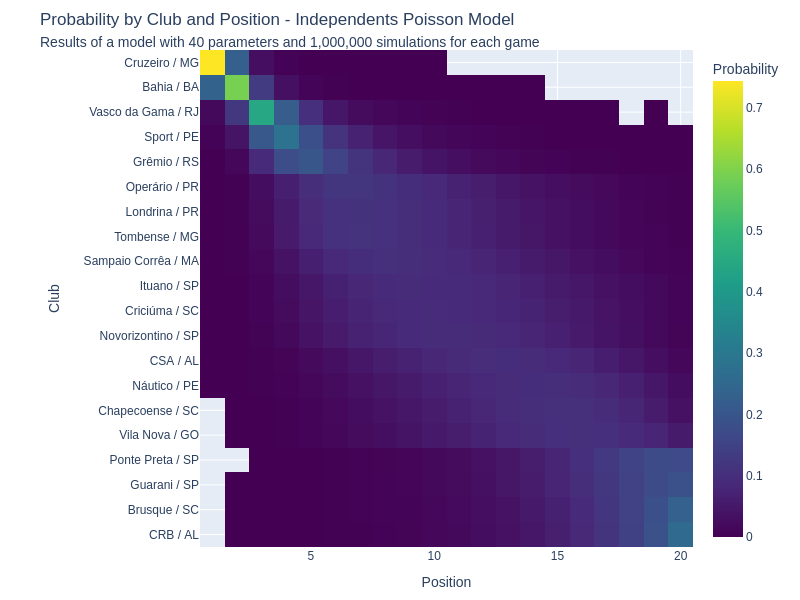 Probability by Club and Position - Independents Poisson Model
Results of a model with 40 parameters and 1,000,000 simulations for each game
Probability
Cruzeiro / MG
Bahia / BA
Vasco da Gama / RJ
Sport / PE
Grêmio / RS
Operário / PR
Londrina / PR
Tombense / MG
Sampaio Corrêa / MA
Ituano / SP
Criciúma / SC
Novorizontino / SP
CSA / AL
Náutico / PE
Chapecoense / SC
Vila Nova / GO
Ponte Preta / SP
Guarani / SP
Brusque / SC
CRB / AL
Club
5
10
15
20
Position
0.7
0.6
0.5
0.4
0.3
0.2
0.1
0